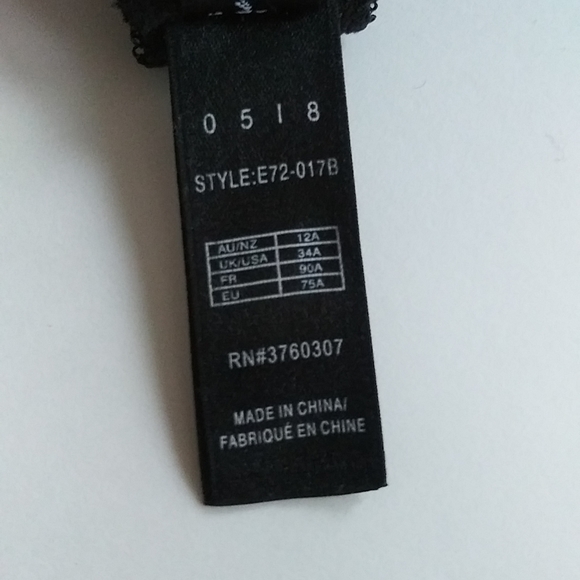 0518
STYLE:E72-017B
AU/NZ 12A
UK/USA 34A
FR 90A
EU 75A
RN#3760307
MADE IN CHINA/
FABRIQUÉ EN CHINE